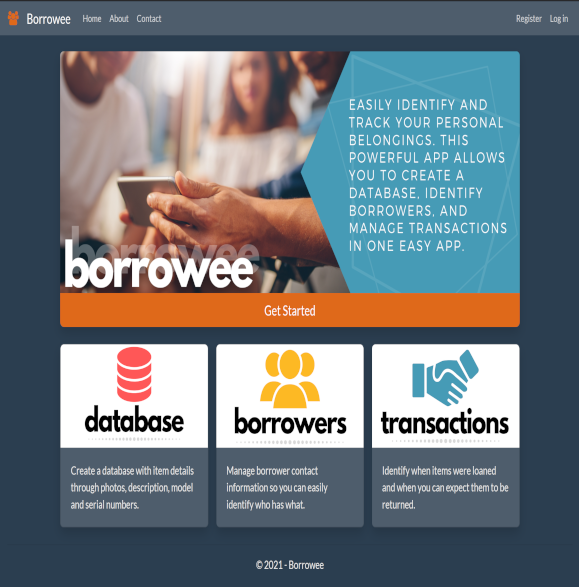 Borrowee Home About Contact Register Log in
EASILY IDENTIFY AND
TRACK YOUR PERSONAL
BELONGINGS. THIS
POWERFUL APP ALLOWS
YOU TO CREATE A
DATABASE, IDENTIFY
BORROWERS, AND
MANAGE TRANSACTIONS
IN ONE EASY APP.
borrowee
borrowee
Get Started
database
Create a database with item details
through photos, description, model
and serial numbers.
borrowers
Manage borrower contact
information so you can easily
identify who has what.
transactions
Identify when items were loaned
and when you can expect them to be
returned.
© 2021 - Borrowee